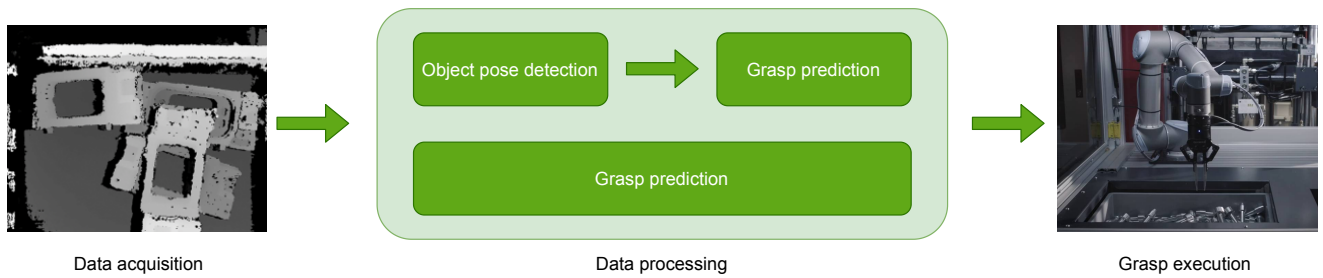 Object pose detection
Grasp prediction
Grasp prediction
Data acquisition
Data processing
Grasp execution